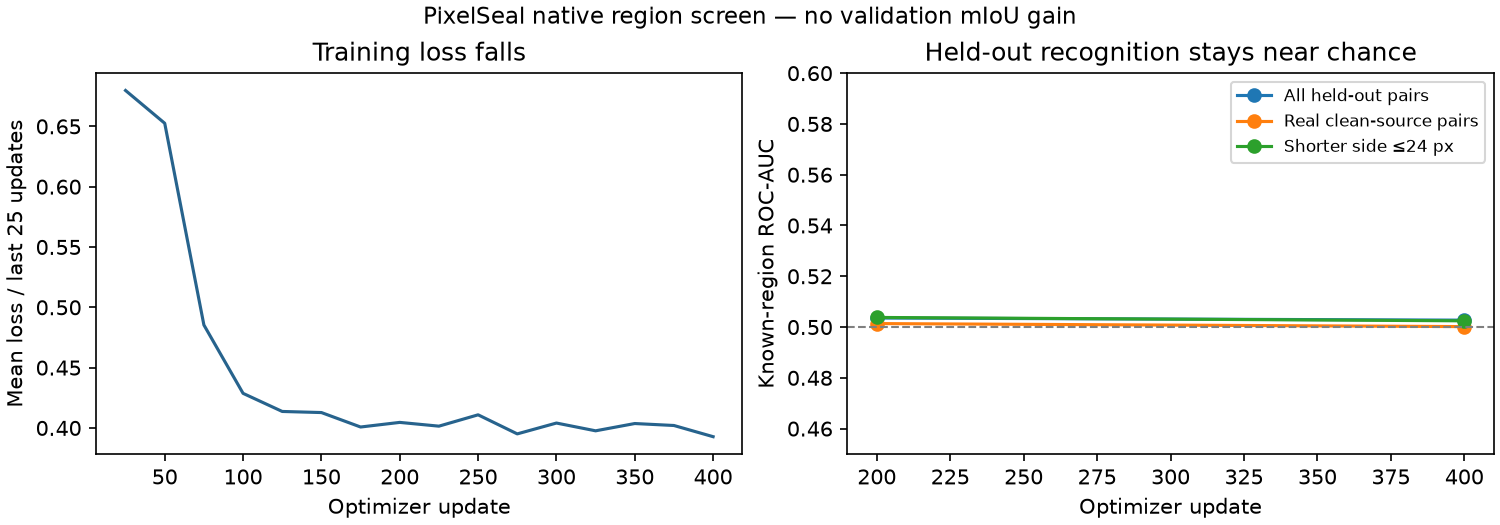 PixelSeal native region screen — no validation mIoU gain
Training loss falls
Mean loss / last 25 updates
0.65
0.60
0.55
0.50
0.45
0.40
50 100 150 200 250 300 350 400
Optimizer update
Held-out recognition stays near chance
Known-region ROC-AUC
0.60
0.58
0.56
0.54
0.52
0.50
0.48
0.46
All held-out pairs
Real clean-source pairs
Shorter side ≤24 px
200 225 250 275 300 325 350 375 400
Optimizer update